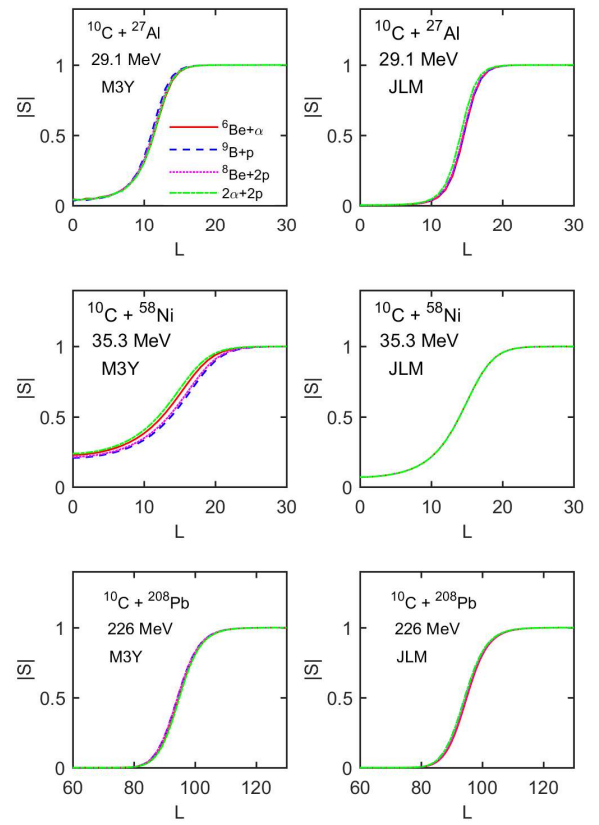 ¹⁰C + ²⁷Al
29.1 MeV
M3Y
⁶Be+α
⁹B+p
⁸Be+2p
2α+2p
|S|
1
0.5
0
0 10 20 30
L
¹⁰C + ²⁷Al
29.1 MeV
JLM
|S|
1
0.5
0
0 10 20 30
L
¹⁰C + ⁵⁸Ni
35.3 MeV
M3Y
|S|
1
0.5
0
0 10 20 30
L
¹⁰C + ⁵⁸Ni
35.3 MeV
JLM
|S|
1
0.5
0
0 10 20 30
L
¹⁰C + ²⁰⁸Pb
226 MeV
M3Y
|S|
1
0.5
0
60 80 100 120
L
¹⁰C + ²⁰⁸Pb
226 MeV
JLM
|S|
1
0.5
0
60 80 100 120
L